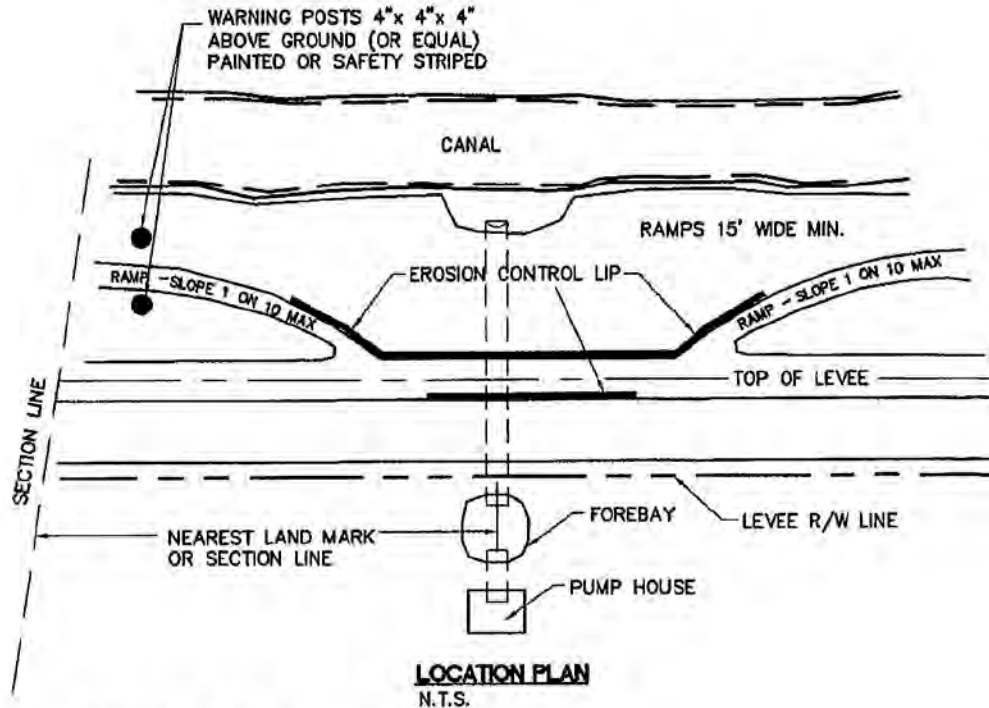 WARNING POSTS 4"x 4"x 4"
ABOVE GROUND (OR EQUAL)
PAINTED OR SAFETY STRIPED
CANAL
RAMPS 15' WIDE MIN.
EROSION CONTROL LIP
RAMP -SLOPE 1 ON 10 MAX
RAMP - SLOPE 1 ON 10 MAX
TOP OF LEVEE
SECTION LINE
NEAREST LAND MARK
OR SECTION LINE
FOREBAY
LEVEE R/W LINE
PUMP HOUSE
LOCATION PLAN
N.T.S.